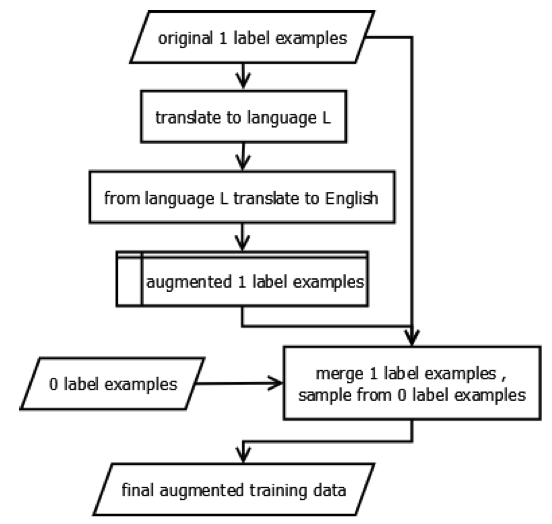 original 1 label examples
translate to language L
from language L translate to English
augmented 1 label examples
0 label examples
merge 1 label examples ,
sample from 0 label examples
final augmented training data